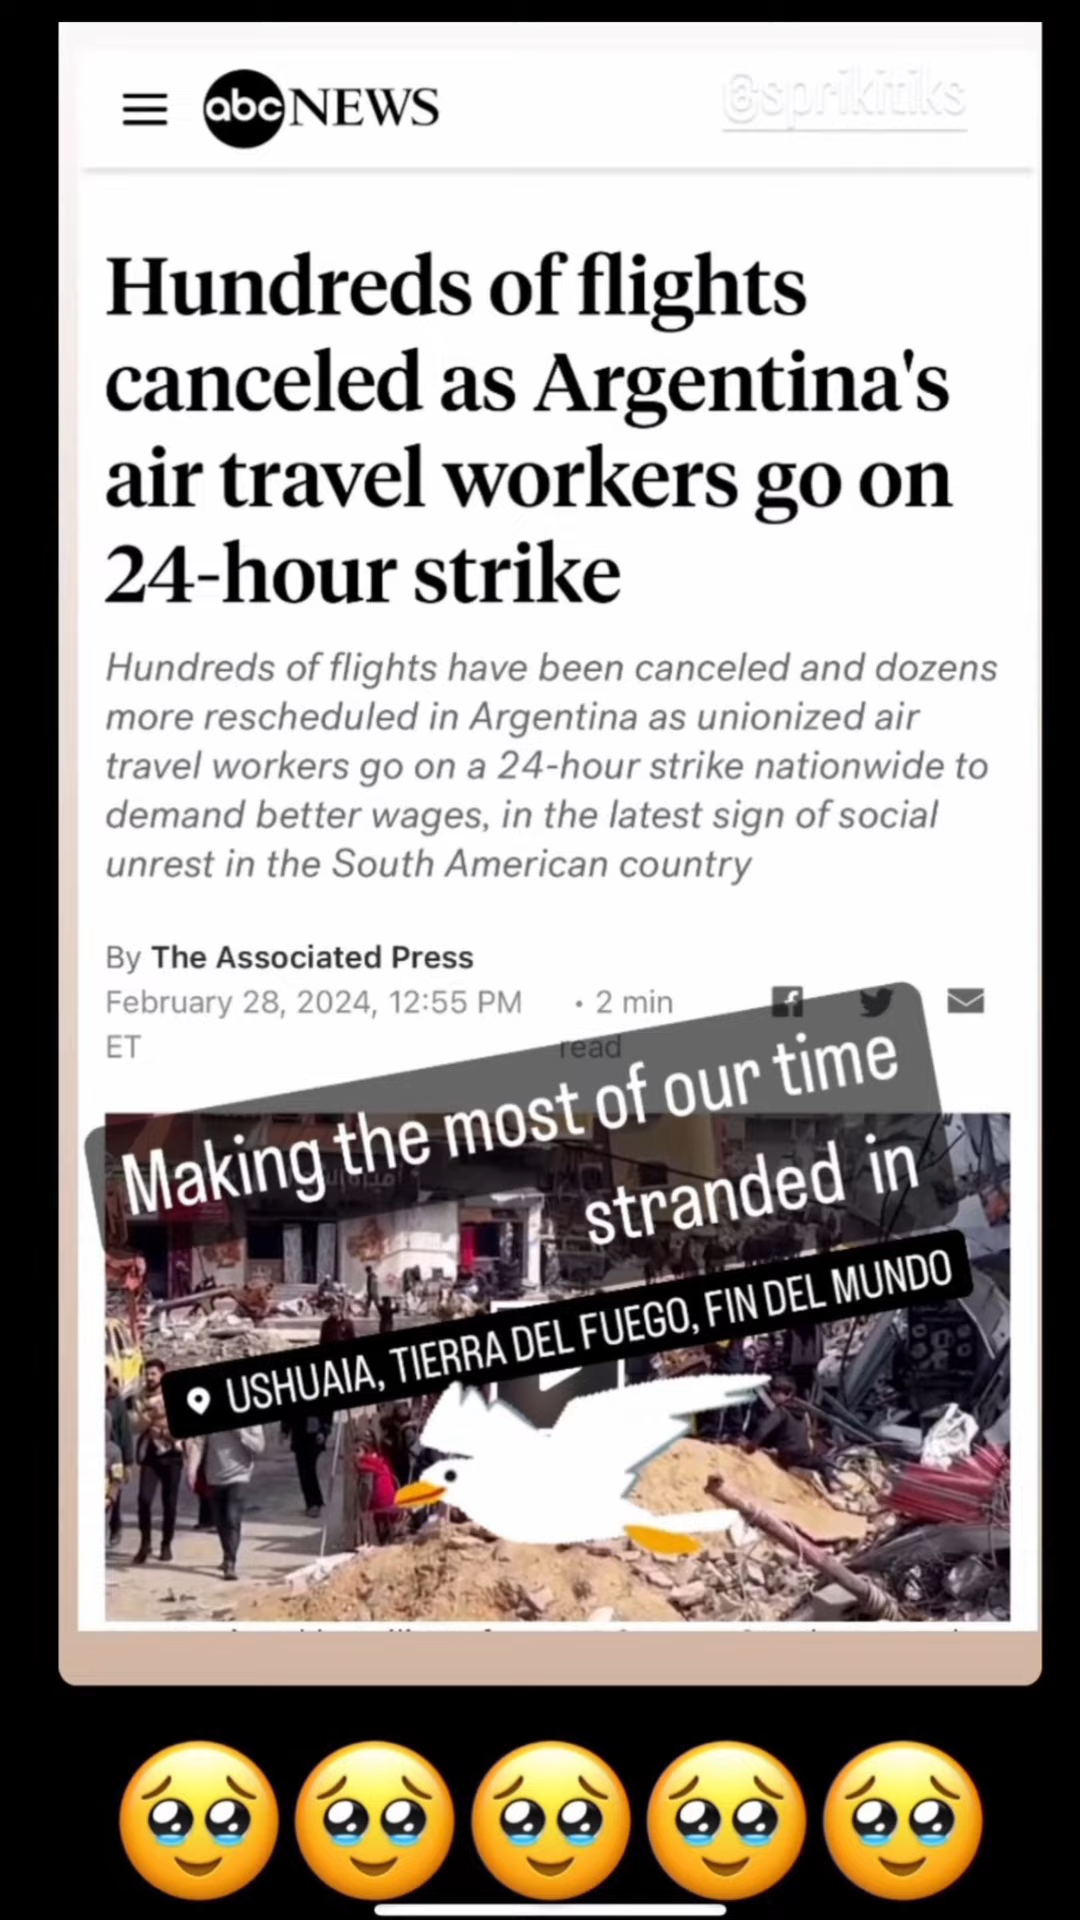 abc NEWS
@sprikitiks
Hundreds of flights
canceled as Argentina's
air travel workers go on
24-hour strike
Hundreds of flights have been canceled and dozens
more rescheduled in Argentina as unionized air
travel workers go on a 24-hour strike nationwide to
demand better wages, in the latest sign of social
unrest in the South American country
By The Associated Press
February 28, 2024, 12:55 PM • 2 min
ET read
Making the most of our time
stranded in
USHUAIA, TIERRA DEL FUEGO, FIN DEL MUNDO